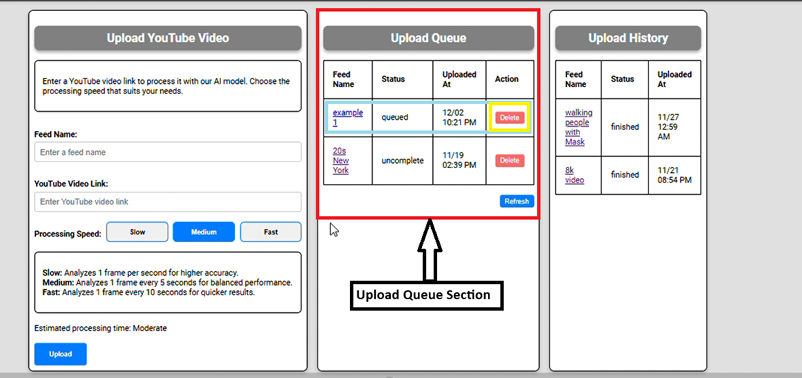 Upload YouTube Video
Enter a YouTube video link to process it with our AI model. Choose the
processing speed that suits your needs.
Feed Name:
Enter a feed name
YouTube Video Link:
Enter YouTube video link
Processing Speed:
Slow
Medium
Fast
Slow: Analyzes 1 frame per second for higher accuracy.
Medium: Analyzes 1 frame every 5 seconds for balanced performance.
Fast: Analyzes 1 frame every 10 seconds for quicker results.
Estimated processing time: Moderate
Upload
Upload Queue
Feed
Name
Status
Uploaded
At
Action
example
1
queued
12/02
10:21 PM
Delete
20s
New
York
uncomplete
11/19
02:39 PM
Delete
Refresh
Upload Queue Section
Upload History
Feed
Name
Status
Uploaded
At
walking
people
with
Mask
finished
11/27
12:59
AM
8k
video
finished
11/21
08:54 PM